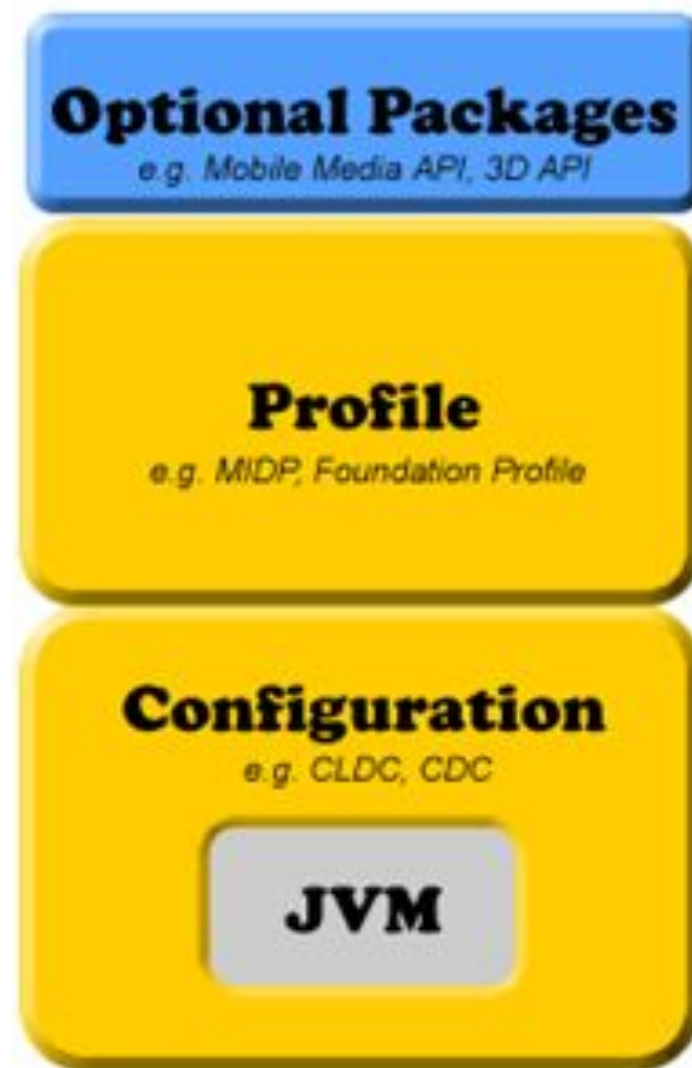 Optional Packages
e.g. Mobile Media API, 3D API
Profile
e.g. MIDP, Foundation Profile
Configuration
e.g. CLDC, CDC
JVM